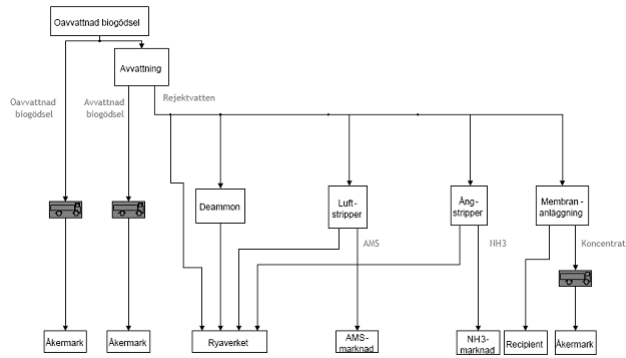 Oavvattnad biogödsel
Avvattning
Oavvattnad
biogödsel
Avvattnad
biogödsel
Rejektvatten
Deammon
Luft-
stripper
Ång-
stripper
Membran -
anläggning
AMS
NH3
Koncentrat
Åkermark
Åkermark
Ryaverket
AMS-
marknad
NH3-
marknad
Recipient
Åkermark